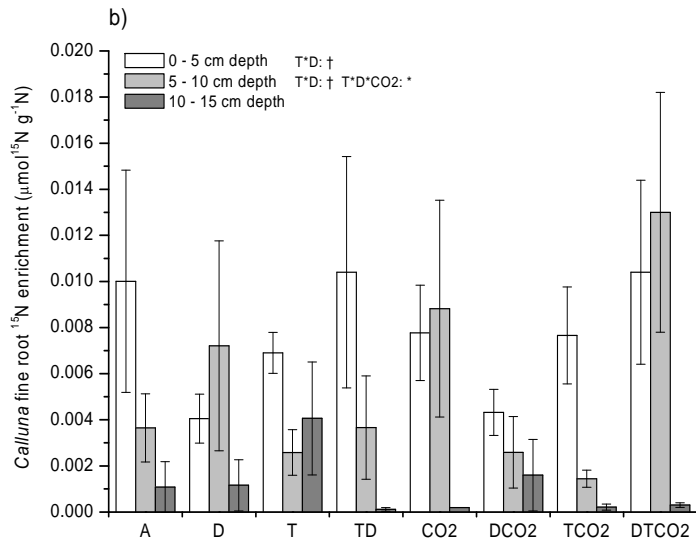 b)
0 - 5 cm depth T*D: †
5 - 10 cm depth T*D: † T*D*CO2: *
10 - 15 cm depth
Calluna fine root ¹⁵N enrichment (µmol¹⁵N g⁻¹N)
0.020
0.018
0.016
0.014
0.012
0.010
0.008
0.006
0.004
0.002
0.000
A D T TD CO2 DCO2 TCO2 DTCO2